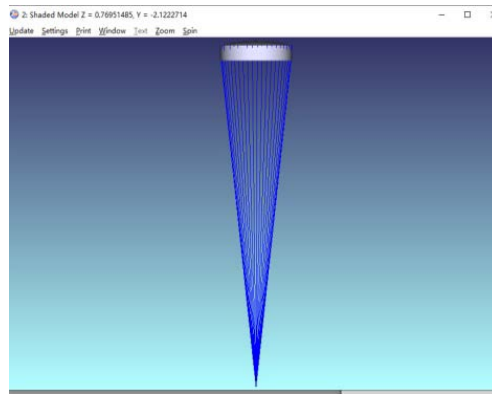 2: Shaded Model Z = 0.76951485, Y = -2.1222714
Update Settings Print Window Text Zoom Spin